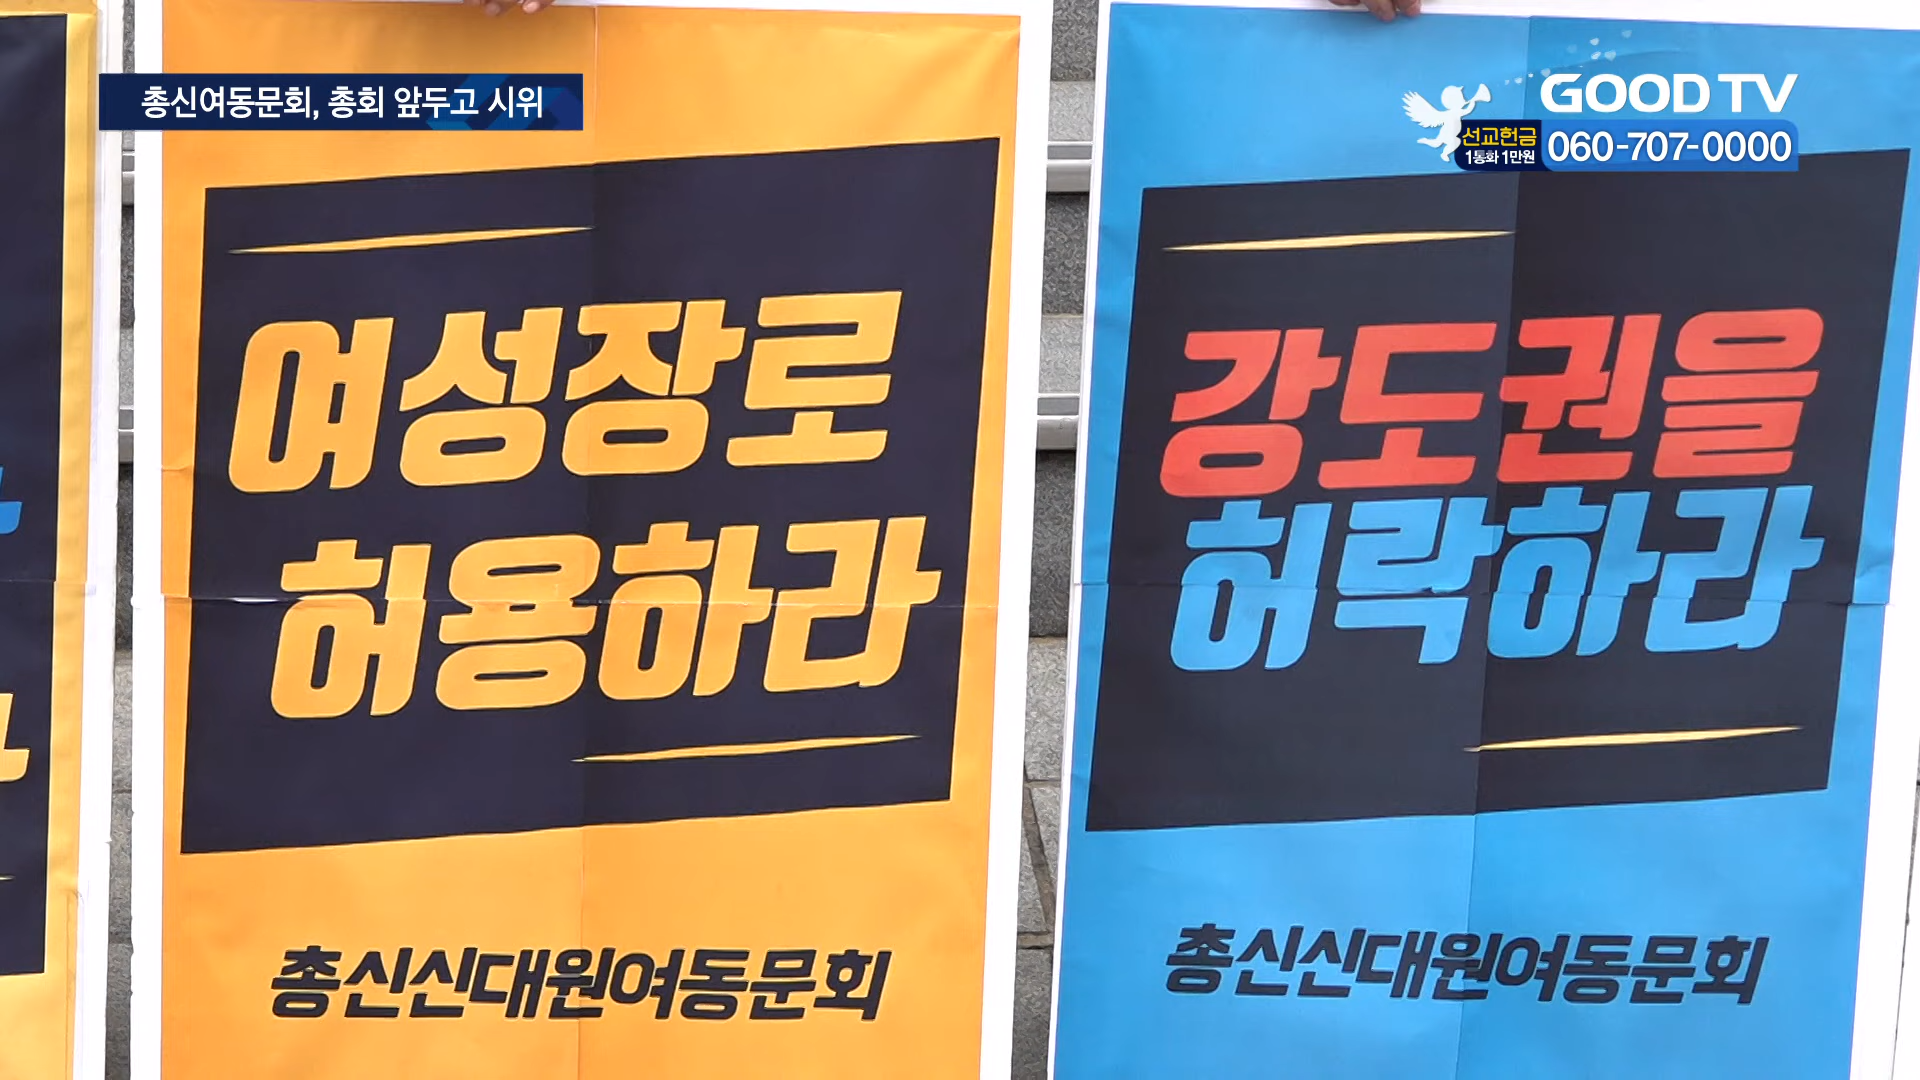 총신여동문회, 총회 앞두고 시위
GOOD TV
선교헌금
1통화 1만원
060-707-0000
여성장로
허용하라
총신신대원여동문회
강도권을
허락하라
총신신대원여동문회